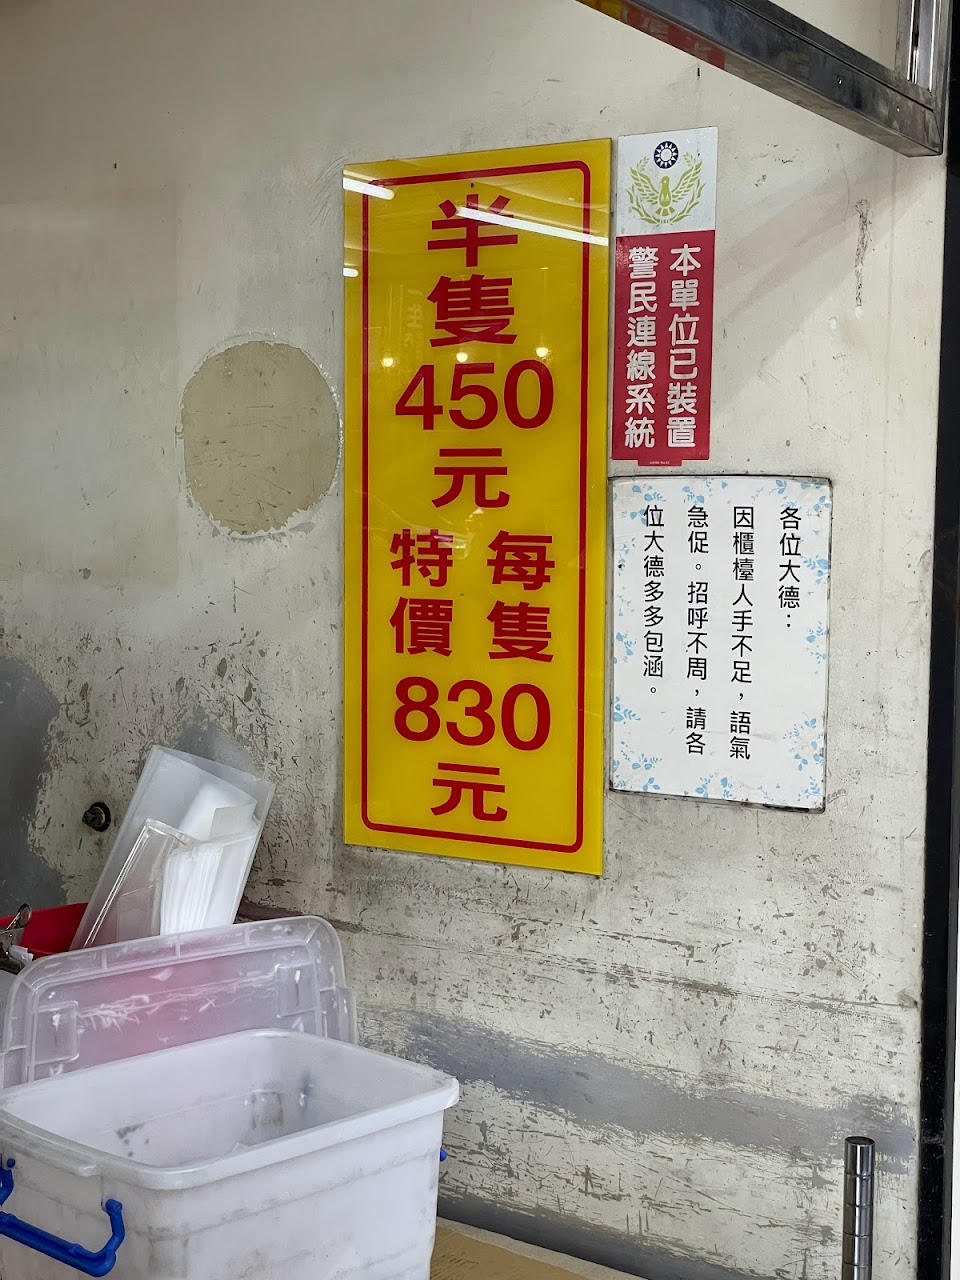 半隻
450
元
每隻
特價
830
元
本單位已裝置
警民連線系統
各位大德：
因櫃檯人手不足，語氣
急促。招呼不周，請各
位大德多多包涵。